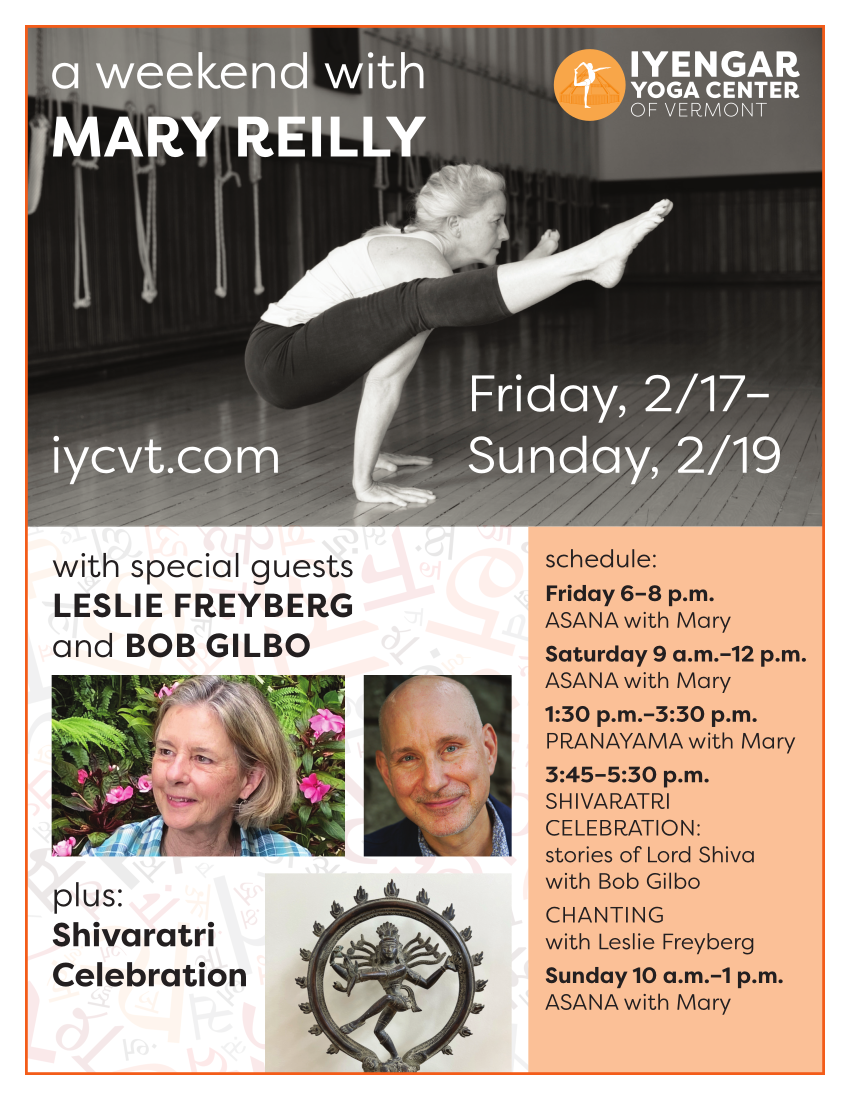 a weekend with
MARY REILLY
IYENGAR
YOGA CENTER
OF VERMONT
Friday, 2/17–
Sunday, 2/19
iycvt.com
with special guests
LESLIE FREYBERG
and BOB GILBO
plus:
Shivaratri
Celebration
schedule:
Friday 6–8 p.m.
ASANA with Mary
Saturday 9 a.m.–12 p.m.
ASANA with Mary
1:30 p.m.–3:30 p.m.
PRANAYAMA with Mary
3:45–5:30 p.m.
SHIVARATRI
CELEBRATION:
stories of Lord Shiva
with Bob Gilbo
CHANTING
with Leslie Freyberg
Sunday 10 a.m.–1 p.m.
ASANA with Mary